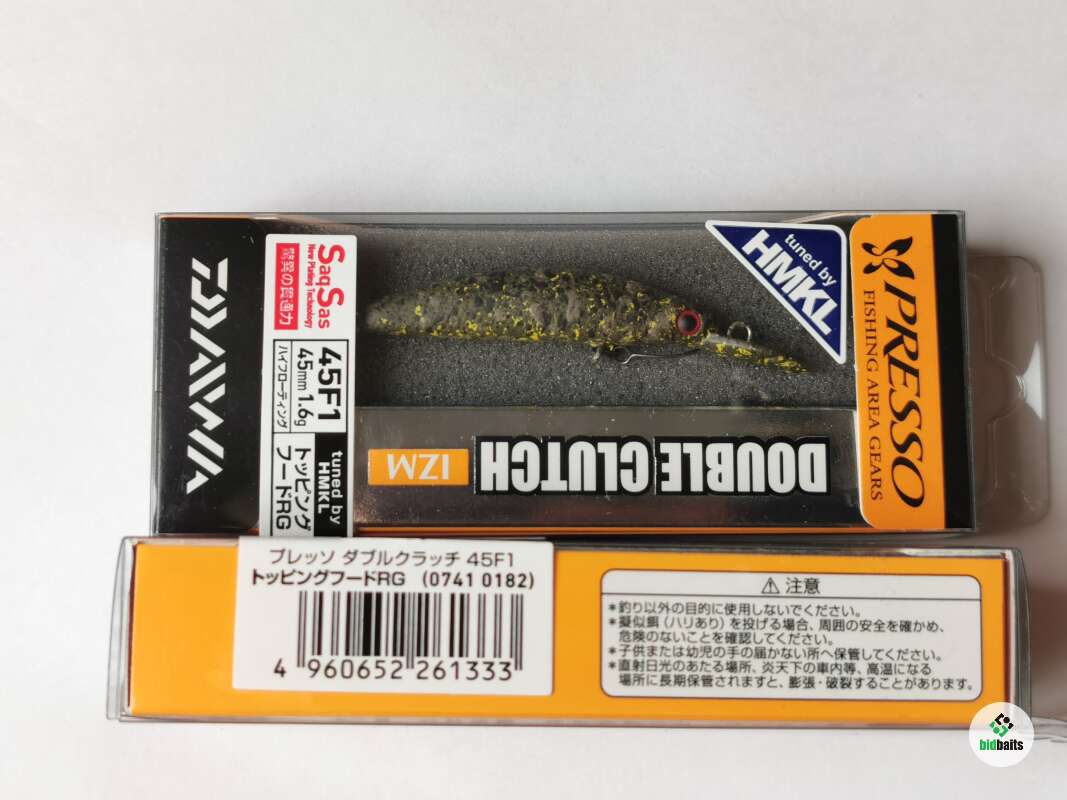 DAIWA
SaqSas
New Plating Technology
驚異の貫通力
45F1
45mm 1.6g
ハイフローティング
tuned by
HMKL
トッピング
フードRG
tuned by
HMKL
DOUBLE CLUTCH
IZM
PRESSO
FISHING AREA GEARS
プレッソ ダブルクラッチ 45F1
トッピングフードRG (0741 0182)
4 960652 261333
⚠注意
*釣り以外の目的に使用しないでください。
*擬似餌(ハリあり)を投げる場合、周囲の安全を確かめ、
危険のないことを確認してください。
*子供または幼児の手の届かない所へ保管してください。
*直射日光のあたる場所、炎天下の車内等、高温になる
場所に長期保管されますと、膨張・破裂することがあります。
bidbaits